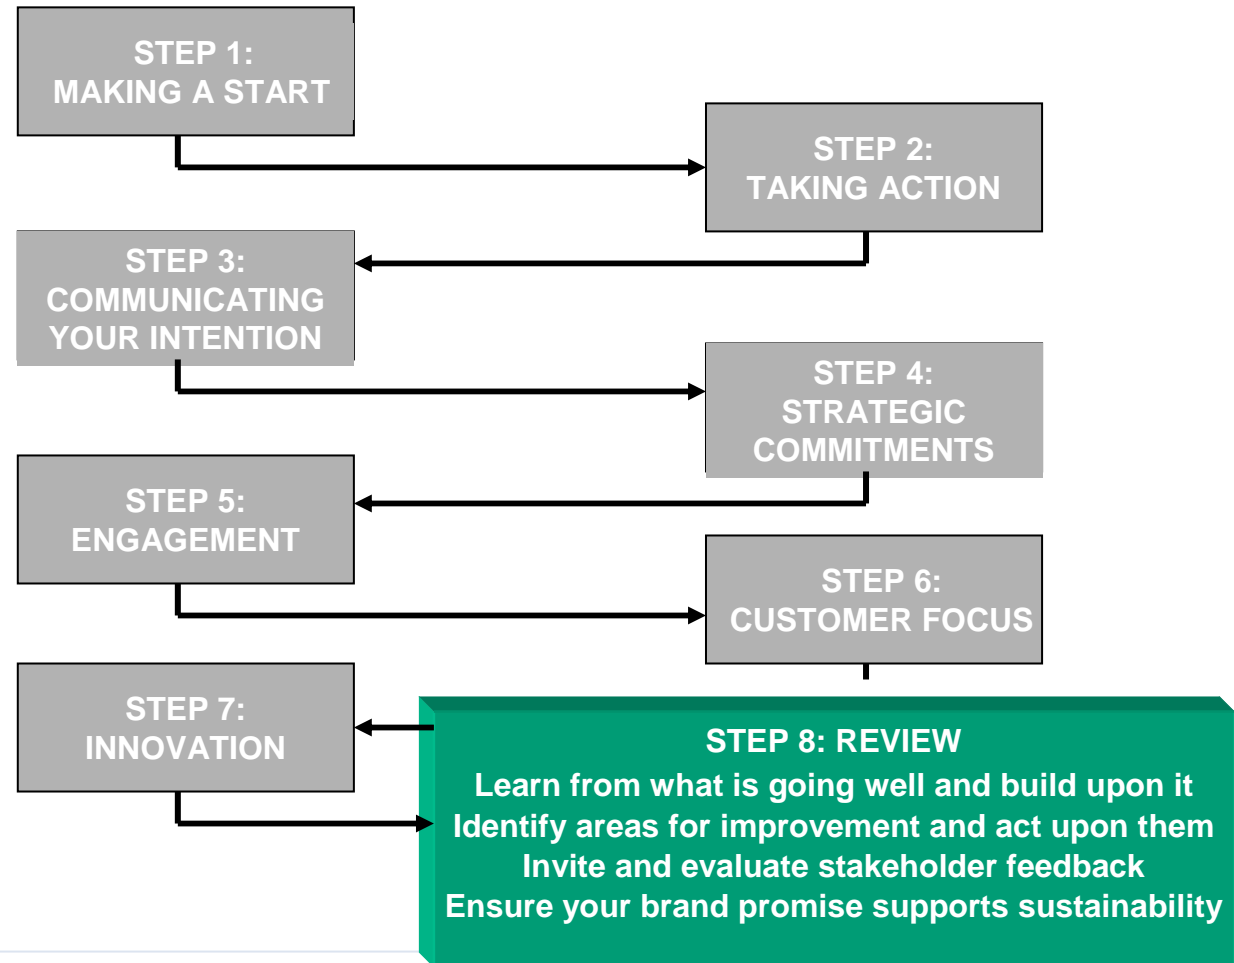 STEP 1:
MAKING A START
STEP 2:
TAKING ACTION
STEP 3:
COMMUNICATING
YOUR INTENTION
STEP 4:
STRATEGIC
COMMITMENTS
STEP 5:
ENGAGEMENT
STEP 6:
CUSTOMER FOCUS
STEP 7:
INNOVATION
STEP 8: REVIEW
Learn from what is going well and build upon it
Identify areas for improvement and act upon them
Invite and evaluate stakeholder feedback
Ensure your brand promise supports sustainability